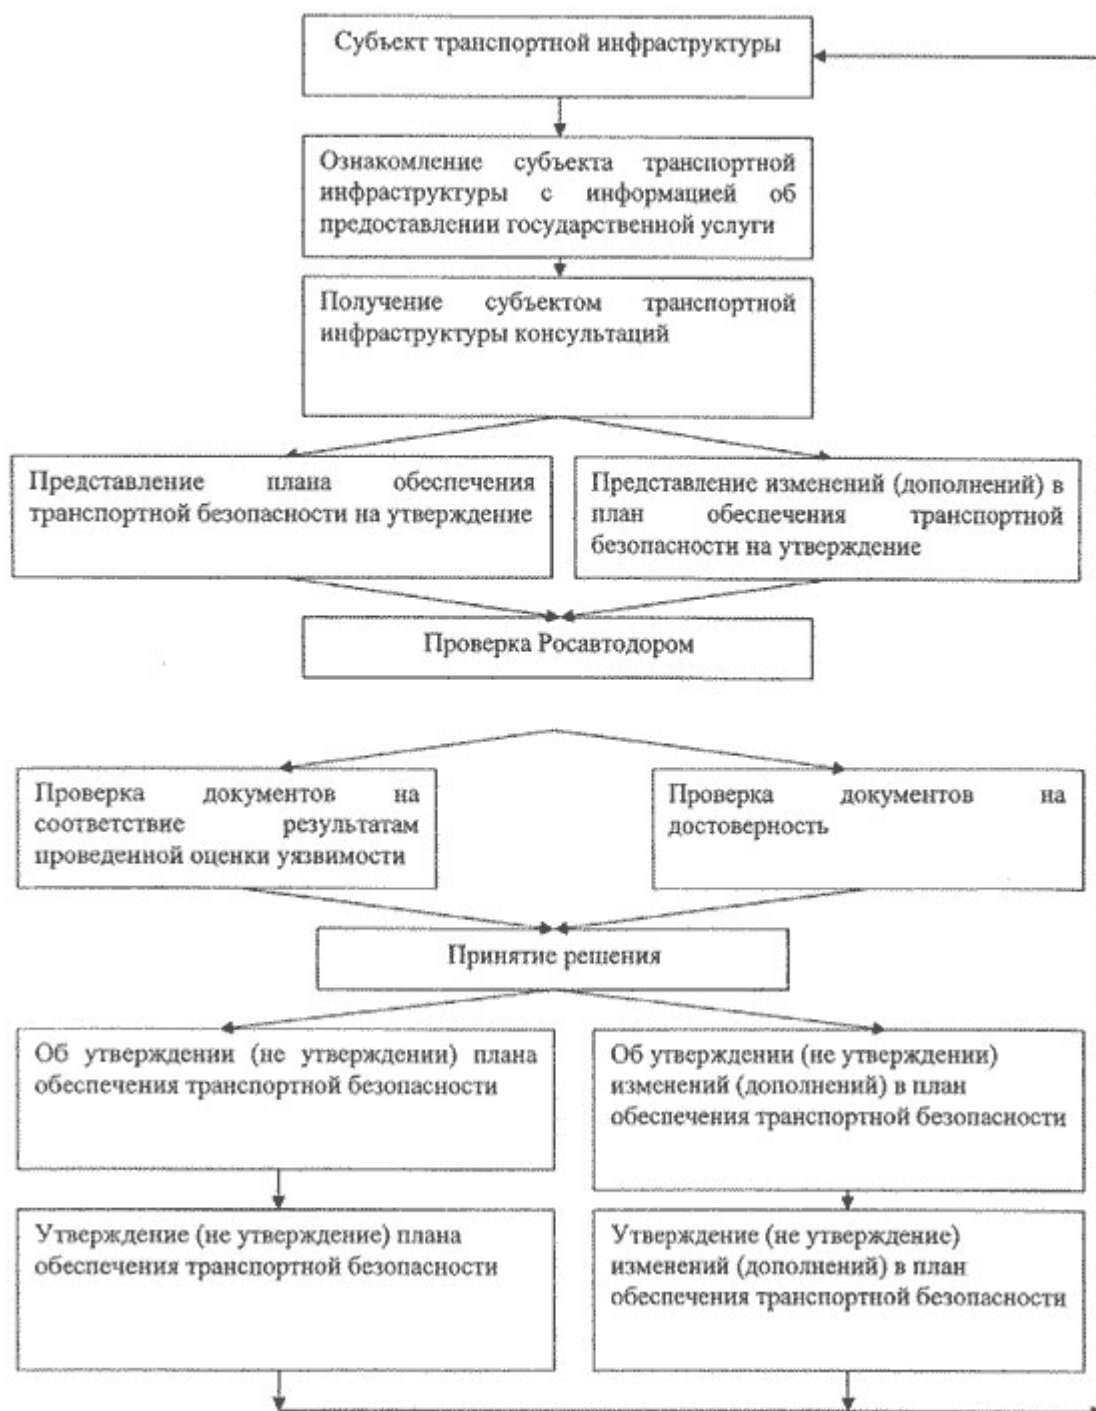 Субъект транспортной инфраструктуры
Ознакомление субъекта транспортной
инфраструктуры с информацией об
предоставлении государственной услуги
Получение субъектом транспортной
инфраструктуры консультаций
Представление плана обеспечения
транспортной безопасности на утверждение
Представление изменений (дополнений) в
план обеспечения транспортной
безопасности на утверждение
Проверка Росавтодором
Проверка документов на
соответствие результатам
проведенной оценки уязвимости
Проверка документов на
достоверность
Принятие решения
Об утверждении (не утверждении) плана
обеспечения транспортной безопасности
Об утверждении (не утверждении)
изменений (дополнений) в план
обеспечения транспортной безопасности
Утверждение (не утверждение) плана
обеспечения транспортной безопасности
Утверждение (не утверждение)
изменений (дополнений) в план
обеспечения транспортной безопасности